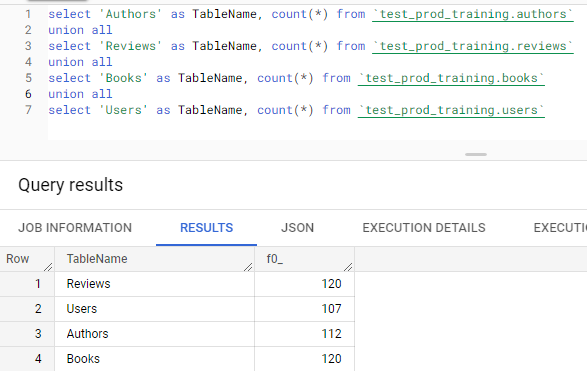 1 select 'Authors' as TableName, count(*) from `test_prod_training.authors`
2 union all
3 select 'Reviews' as TableName, count(*) from `test_prod_training.reviews`
4 union all
5 select 'Books' as TableName, count(*) from `test_prod_training.books`
6 union all
7 select 'Users' as TableName, count(*) from `test_prod_training.users`
Query results
JOB INFORMATION RESULTS JSON EXECUTION DETAILS EXECUTI
Row TableName f0_
1 Reviews 120
2 Users 107
3 Authors 112
4 Books 120